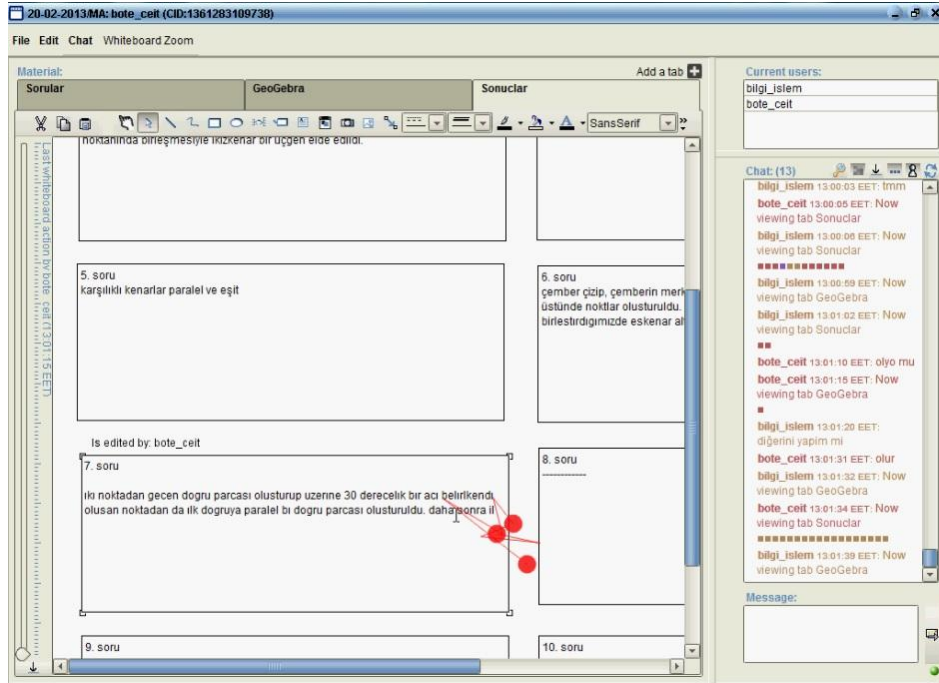 20-02-2013/MA: bote_ceit (CID:1361283109738)
File Edit Chat Whiteboard Zoom
Material:
Add a tab
Sorular
GeoGebra
Sonuclar
SansSerif
Last whiteboard action by bote_ceit (13:01:15 EET)
noktanında birleşmesiyle ikizkenar bir üçgen elde edildi.
5. soru
karşılıklı kenarlar paralel ve eşit
6. soru
çember çizip, çemberin merk
üstünde noktlar olusturuldu.
birlestırdıgımızde eskenar al
Is edited by: bote_ceit
7. soru
ıkı noktadan gecen dogru parcası olusturup uzerıne 30 derecelık bır acı belırlkendı
olusan noktadan da ılk dogruya paralel bı dogru parcası olusturuldu. daha sonra ıl
8. soru
------------
9. soru
10. soru
Current users:
bilgi_islem
bote_ceit
Chat: (13)
bilgi_islem 13:00:03 EET: tmm
bote_ceit 13:00:05 EET: Now
viewing tab Sonuclar
bilgi_islem 13:00:06 EET: Now
viewing tab Sonuclar
bilgi_islem 13:00:59 EET: Now
viewing tab GeoGebra
bilgi_islem 13:01:02 EET: Now
viewing tab Sonuclar
bote_ceit 13:01:10 EET: olyo mu
bote_ceit 13:01:15 EET: Now
viewing tab GeoGebra
bilgi_islem 13:01:20 EET:
diğerini yapim mi
bote_ceit 13:01:31 EET: olur
bilgi_islem 13:01:32 EET: Now
viewing tab GeoGebra
bote_ceit 13:01:34 EET: Now
viewing tab Sonuclar
bilgi_islem 13:01:39 EET: Now
viewing tab GeoGebra
Message: